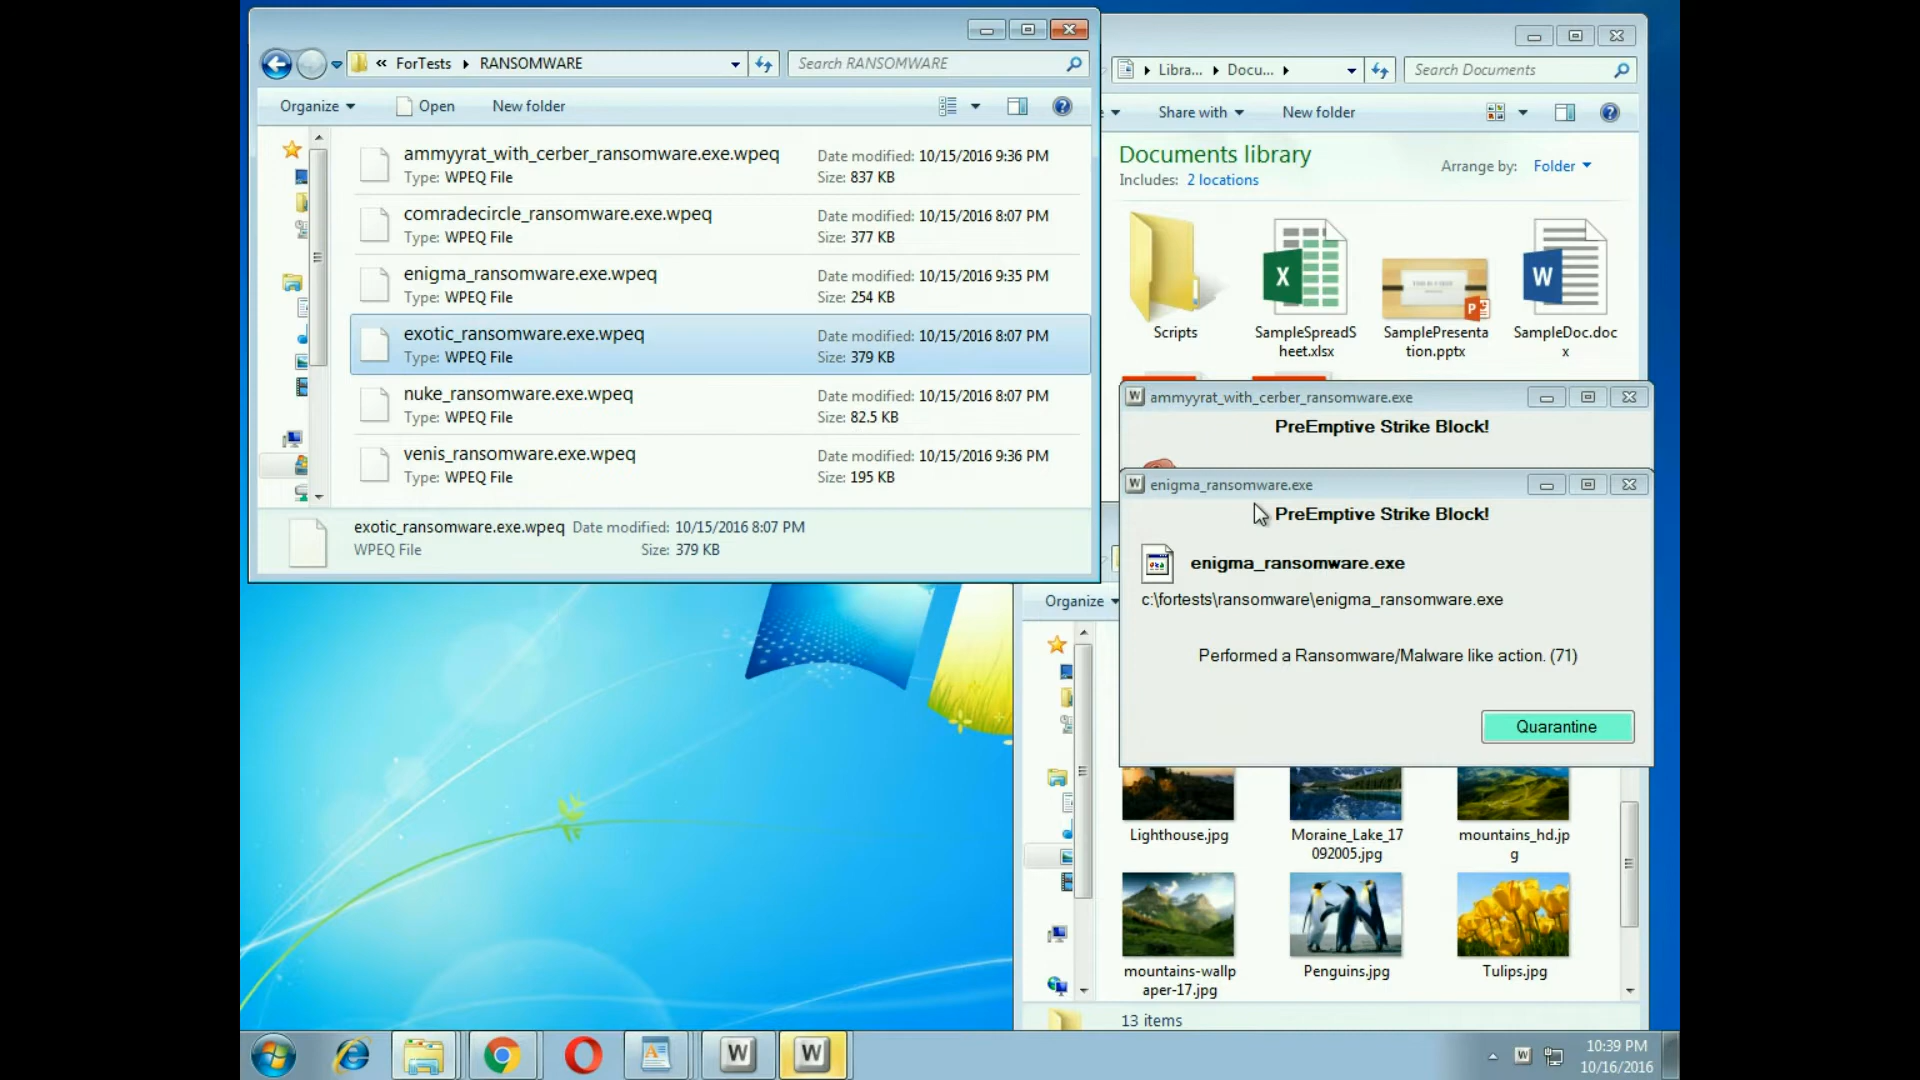 « ForTests ▸ RANSOMWARE
Search RANSOMWARE
Organize
Open
New folder
ammyyrat_with_cerber_ransomware.exe.wpeq
Date modified: 10/15/2016 9:36 PM
Type: WPEQ File
Size: 837 KB
comradecircle_ransomware.exe.wpeq
Date modified: 10/15/2016 8:07 PM
Type: WPEQ File
Size: 377 KB
enigma_ransomware.exe.wpeq
Date modified: 10/15/2016 9:35 PM
Type: WPEQ File
Size: 254 KB
exotic_ransomware.exe.wpeq
Date modified: 10/15/2016 8:07 PM
Type: WPEQ File
Size: 379 KB
nuke_ransomware.exe.wpeq
Date modified: 10/15/2016 8:07 PM
Type: WPEQ File
Size: 82.5 KB
venis_ransomware.exe.wpeq
Date modified: 10/15/2016 9:36 PM
Type: WPEQ File
Size: 195 KB
exotic_ransomware.exe.wpeq Date modified: 10/15/2016 8:07 PM
WPEQ File
Size: 379 KB
Libra... ▸ Docu... ▸
Search Documents
Share with
New folder
Documents library
Includes: 2 locations
Arrange by: Folder
Scripts
SampleSpreadS
heet.xlsx
SamplePresenta
tion.pptx
SampleDoc.doc
x
ammyyrat_with_cerber_ransomware.exe
PreEmptive Strike Block!
enigma_ransomware.exe
PreEmptive Strike Block!
enigma_ransomware.exe
c:\fortests\ransomware\enigma_ransomware.exe
Performed a Ransomware/Malware like action. (71)
Quarantine
Organize
Lighthouse.jpg
Moraine_Lake_17
092005.jpg
mountains_hd.jp
g
mountains-wallp
aper-17.jpg
Penguins.jpg
Tulips.jpg
13 items
10:39 PM
10/16/2016